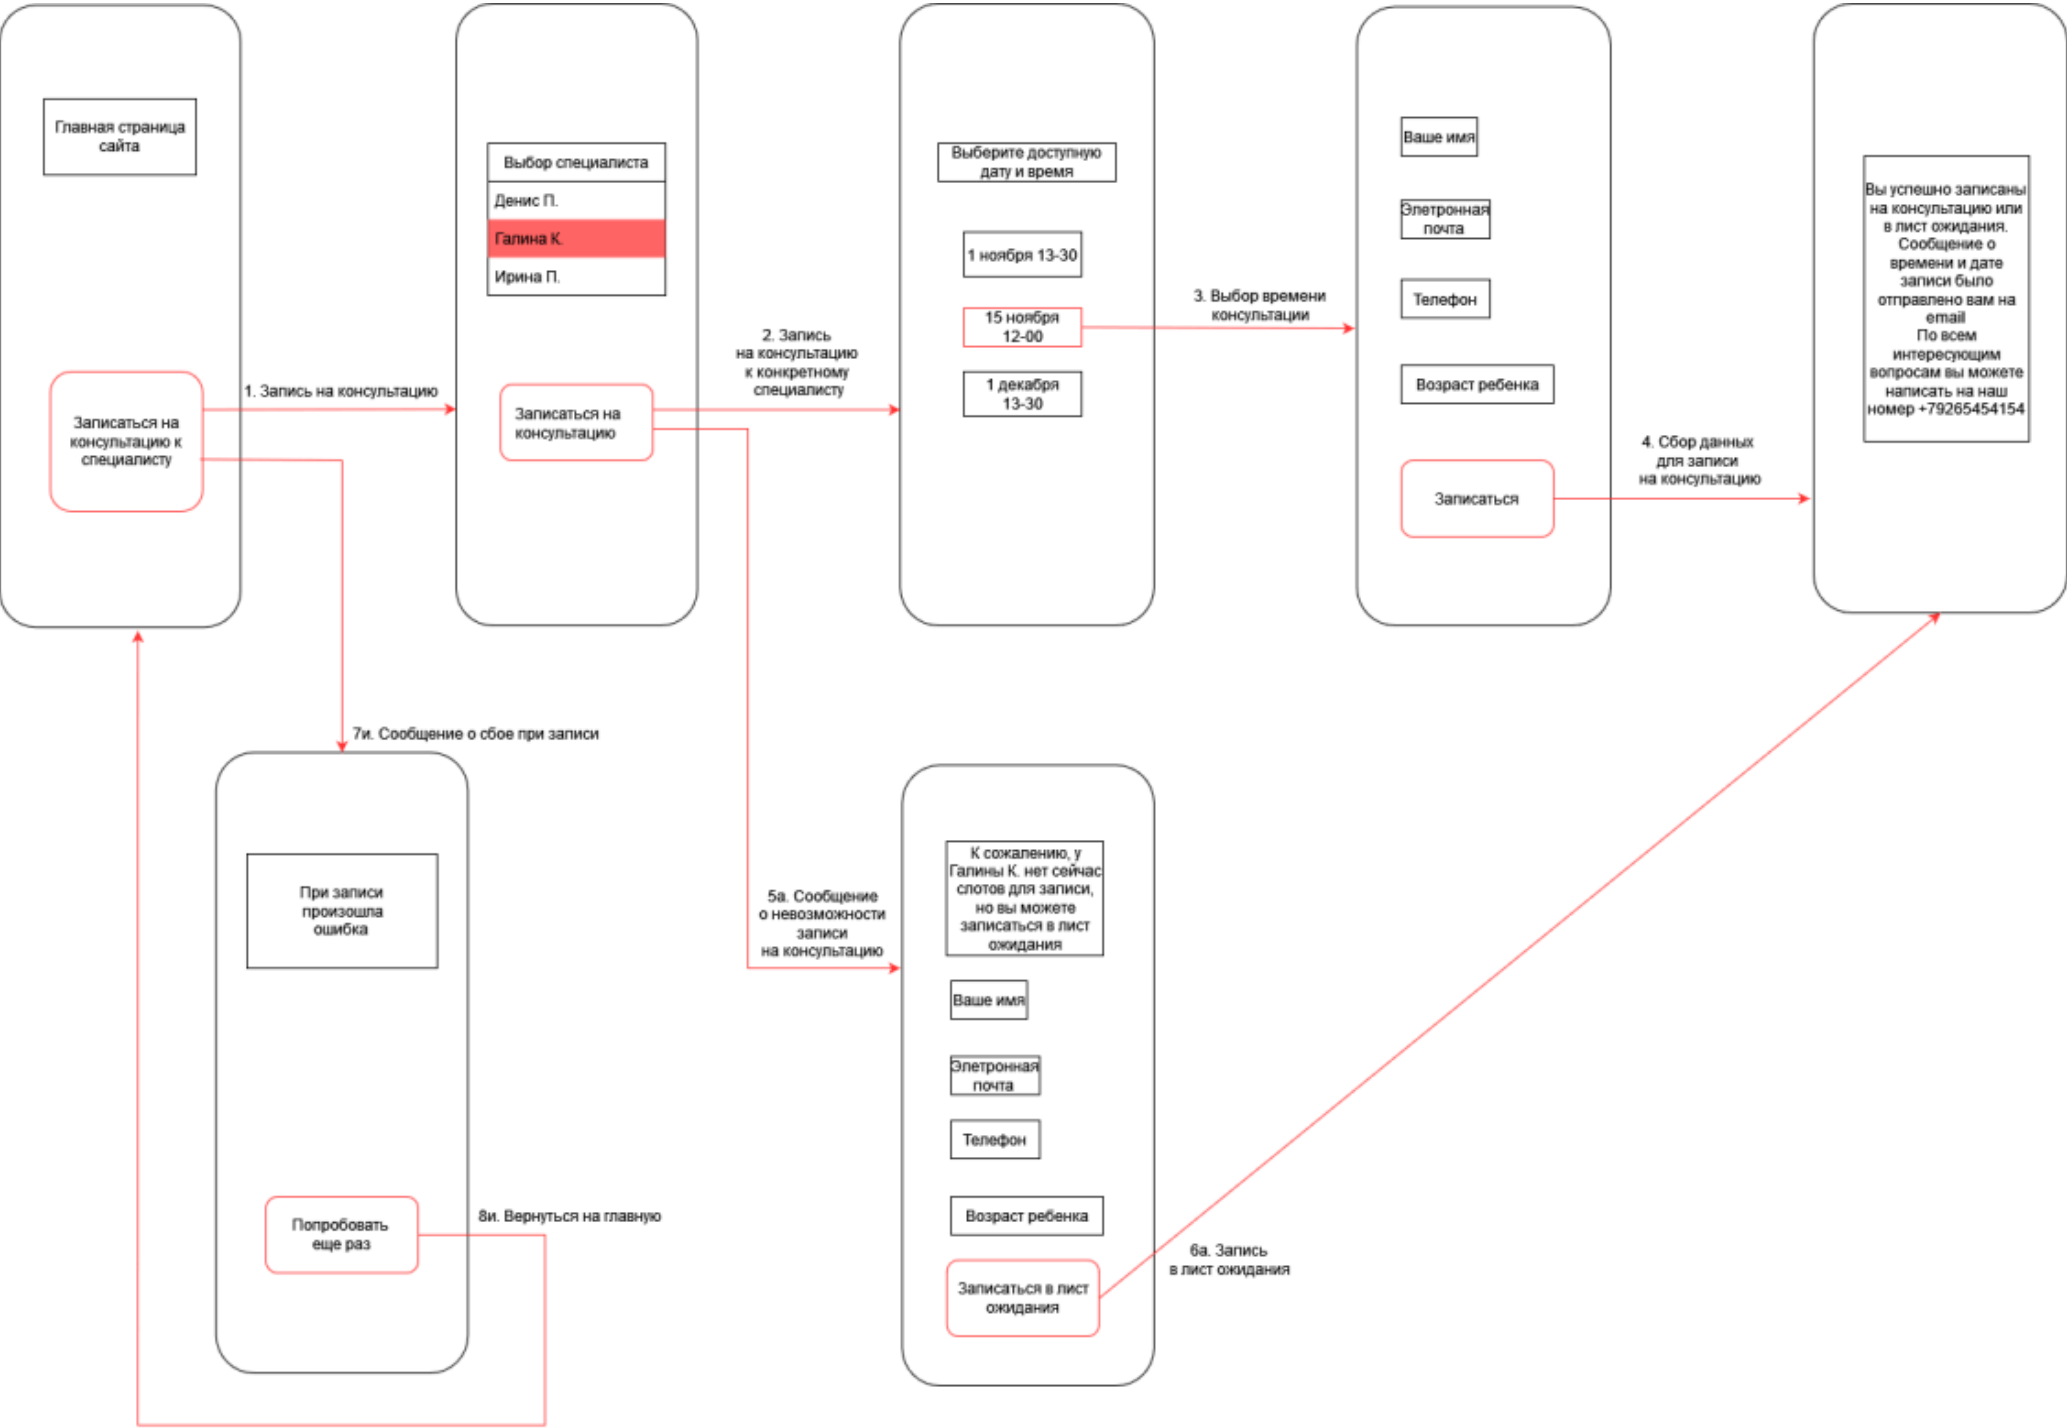 Главная страница
сайта
Записаться на
консультацию к
специалисту
1. Запись на консультацию
Выбор специалиста
Денис П.
Галина К.
Ирина П.
Записаться на
консультацию
2. Запись
на консультацию
к конкретному
специалисту
Выберите доступную
дату и время
1 ноября 13-30
15 ноября
12-00
1 декабря
13-30
3. Выбор времени
консультации
Ваше имя
Элетронная
почта
Телефон
Возраст ребенка
Записаться
4. Сбор данных
для записи
на консультацию
Вы успешно записаны
на консультацию или
в лист ожидания.
Сообщение о
времени и дате
записи было
отправлено вам на
email
По всем
интересующим
вопросам вы можете
написать на наш
номер +79265454154
7и. Сообщение о сбое при записи
При записи
произошла
ошибка
Попробовать
еще раз
8и. Вернуться на главную
5а. Сообщение
о невозможности
записи
на консультацию
К сожалению, у
Галины К. нет сейчас
слотов для записи,
но вы можете
записаться в лист
ожидания
Ваше имя
Элетронная
почта
Телефон
Возраст ребенка
Записаться в лист
ожидания
6а. Запись
в лист ожидания